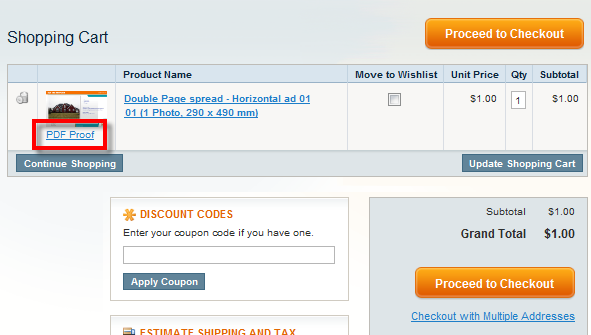 Shopping Cart
Proceed to Checkout
Product Name Move to Wishlist Unit Price Qty Subtotal
Double Page spread - Horizontal ad 01
01 (1 Photo, 290 x 490 mm)
$1.00 1 $1.00
PDF Proof
Continue Shopping Update Shopping Cart
DISCOUNT CODES
Enter your coupon code if you have one.
Apply Coupon
Subtotal $1.00
Grand Total $1.00
Proceed to Checkout
Checkout with Multiple Addresses
ESTIMATE SHIPPING AND TAX